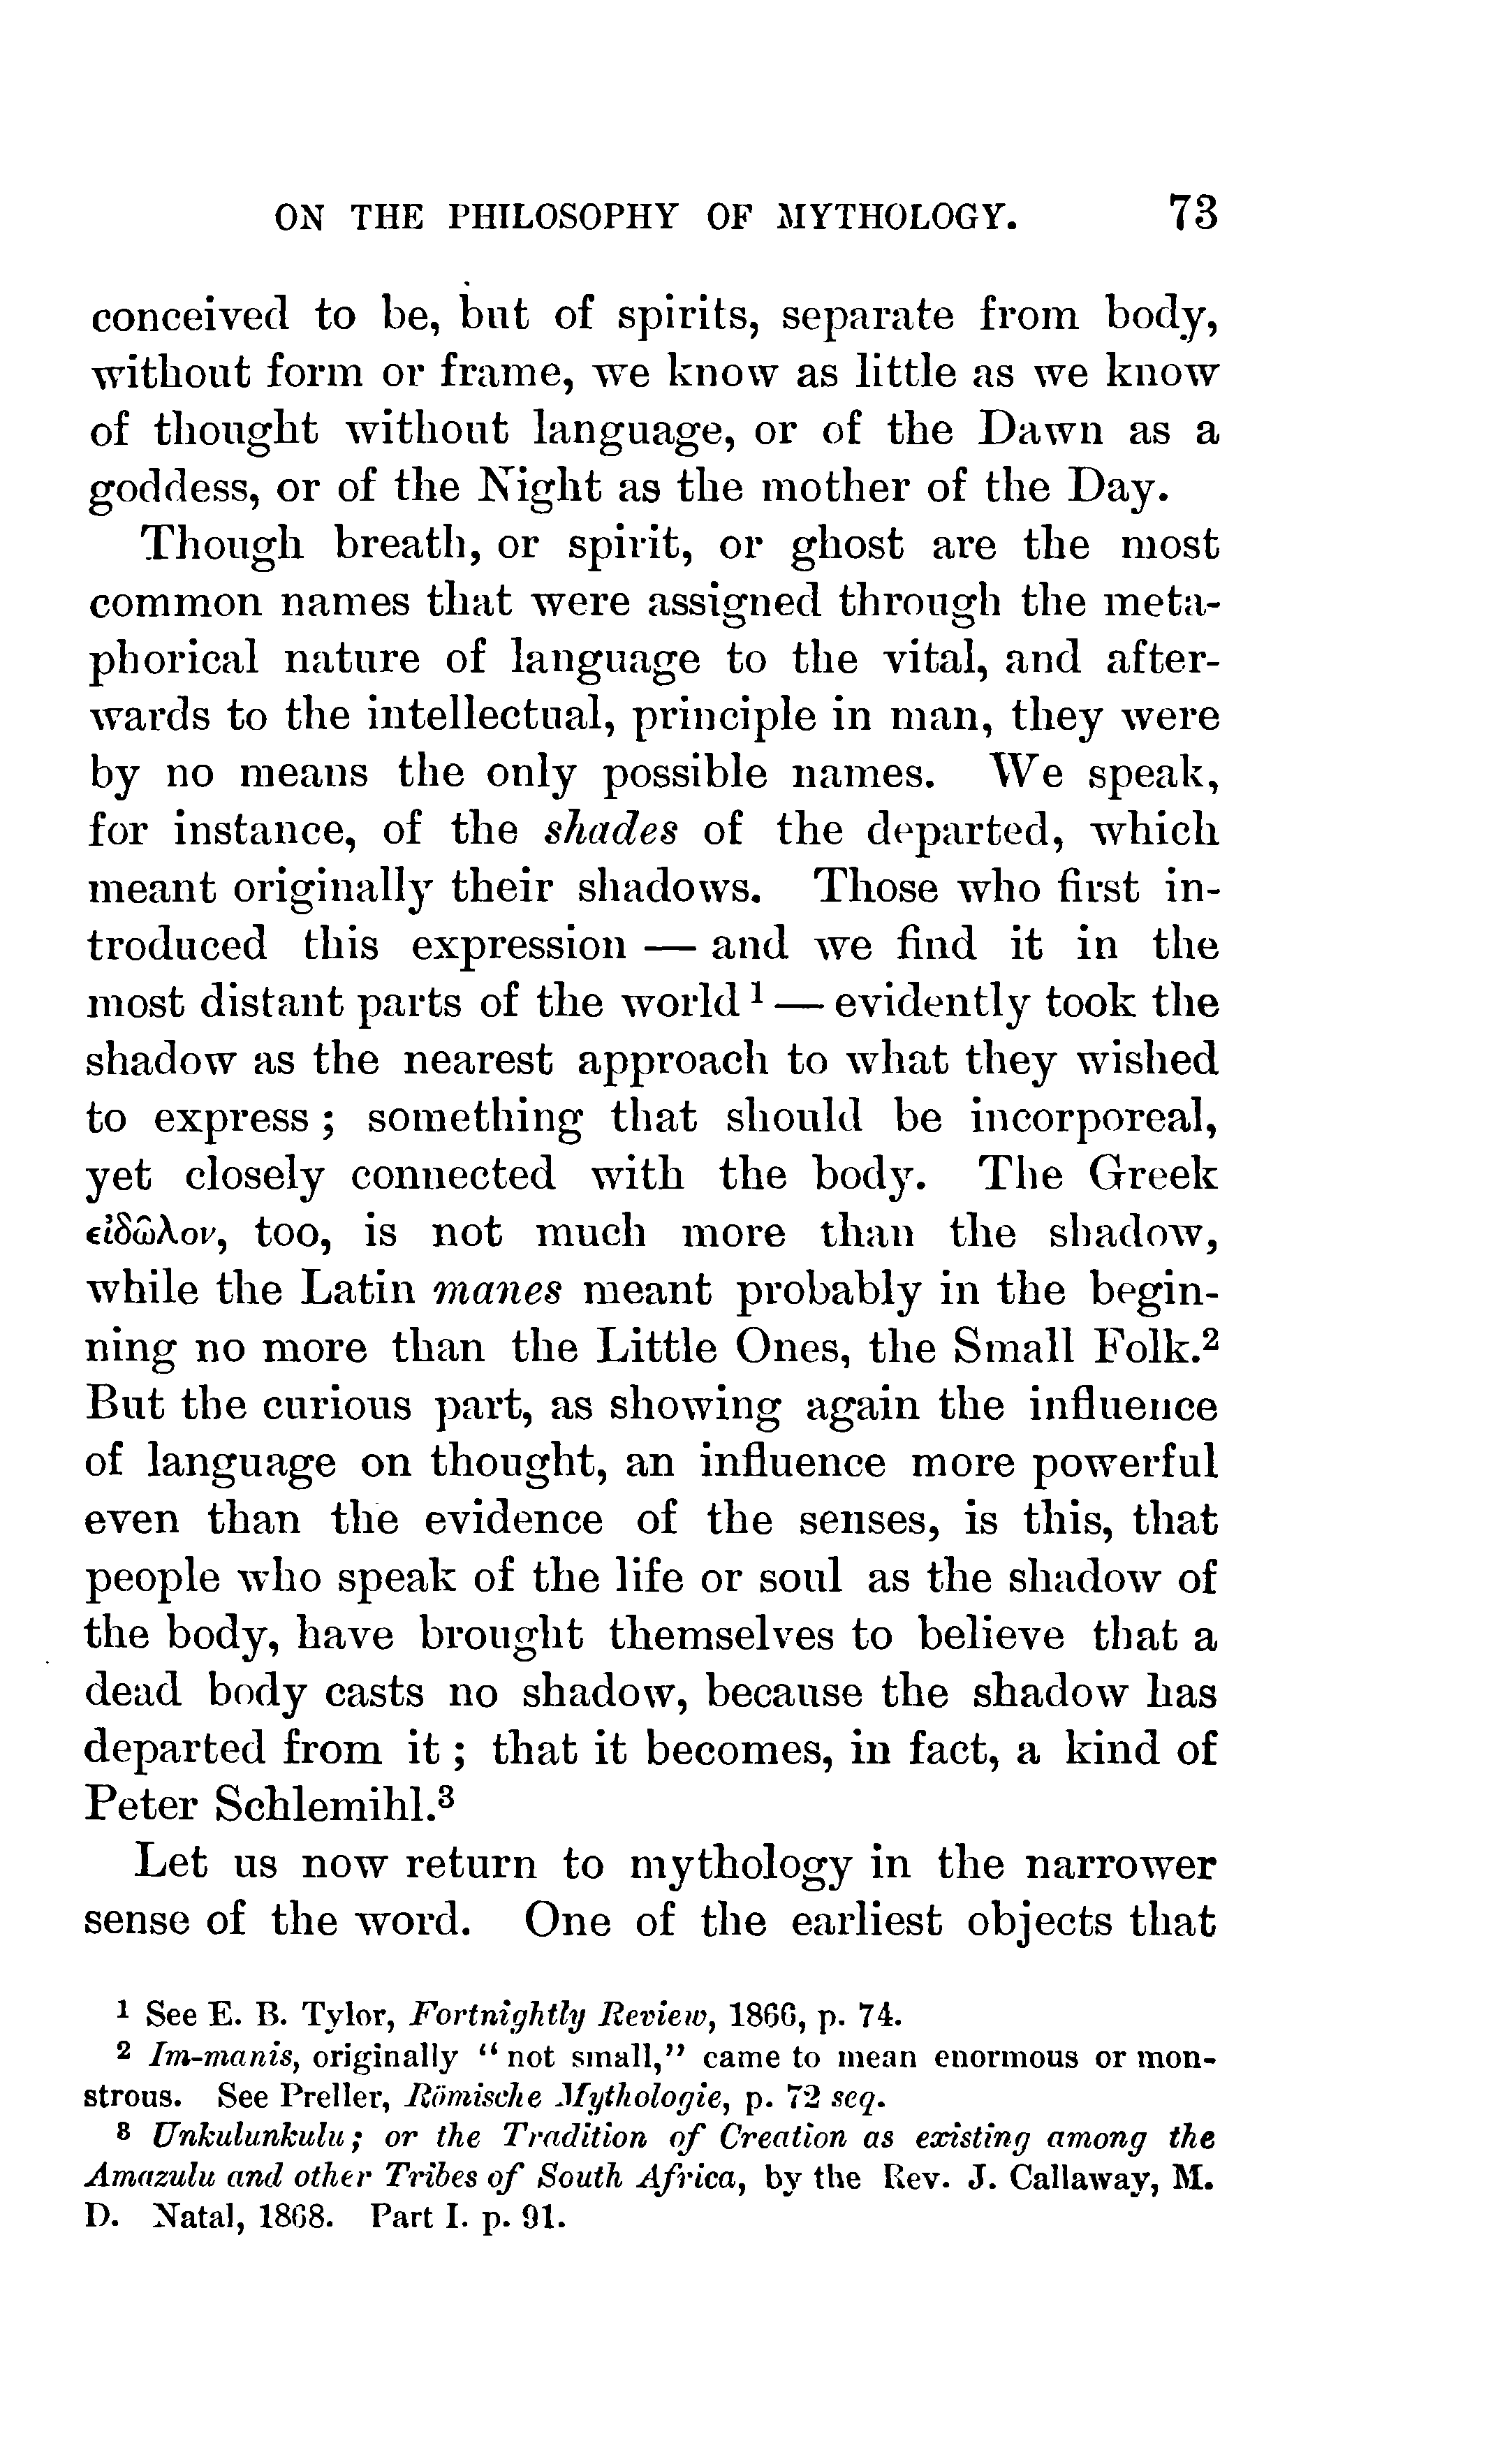 ON THE PHILOSOPHY OF MYTHOLOGY. 73
conceived to be, but of spirits, separate from body,
without form or frame, we know as little as we know
of thought without language, or of the Dawn as a
goddess, or of the Night as the mother of the Day.
Though breath, or spirit, or ghost are the most
common names that were assigned through the meta-
phorical nature of language to the vital, and after-
wards to the intellectual, principle in man, they were
by no means the only possible names. We speak,
for instance, of the shades of the departed, which
meant originally their shadows. Those who first in-
troduced this expression — and we find it in the
most distant parts of the world ¹ — evidently took the
shadow as the nearest approach to what they wished
to express ; something that should be incorporeal,
yet closely connected with the body. The Greek
εἰδῶλον, too, is not much more than the shadow,
while the Latin manes meant probably in the begin-
ning no more than the Little Ones, the Small Folk.²
But the curious part, as showing again the influence
of language on thought, an influence more powerful
even than the evidence of the senses, is this, that
people who speak of the life or soul as the shadow of
the body, have brought themselves to believe that a
dead body casts no shadow, because the shadow has
departed from it ; that it becomes, in fact, a kind of
Peter Schlemihl.³
Let us now return to mythology in the narrower
sense of the word. One of the earliest objects that
¹ See E. B. Tylor, Fortnightly Review, 1866, p. 74.
² Im-manis, originally “ not small,” came to mean enormous or mon-
strous. See Preller, Römische Mythologie, p. 72 seq.
³ Unkulunkulu ; or the Tradition of Creation as existing among the
Amazulu and other Tribes of South Africa, by the Rev. J. Callaway, M.
D. Natal, 1868. Part I. p. 91.